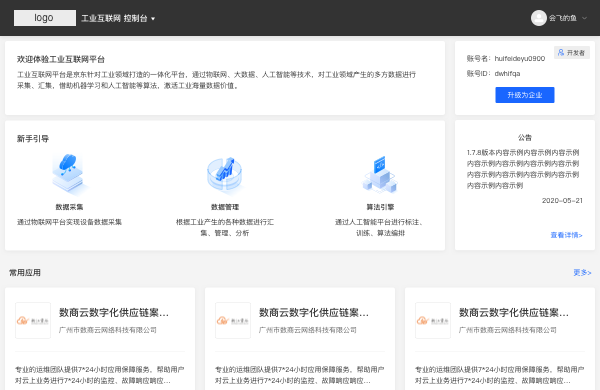 logo
工业互联网 控制台
会飞的鱼
欢迎体验工业互联网平台
工业互联网平台是京东针对工业领域打造的一体化平台，通过物联网、大数据、人工智能等技术，对工业领域产生的多方数据进行
采集、汇集，借助机器学习和人工智能等算法，激活工业海量数据价值。
开发者
账号名： huifeideyu0900
账号ID： dwhifqa
升级为企业
新手引导
数据采集
通过物联网平台实现设备数据采集
数据管理
根据工业产生的各种数据进行汇
集、管理、分析
算法引擎
通过人工智能平台进行标注、
训练、算法编排
公告
1.7.8版本内容示例内容示例内容示例
内容示例内容示例内容示例内容示例
内容示例内容示例内容示例内容示例
内容示例内容示例
2020-05-21
查看详情>
常用应用
更多>
数商云数字化供应链案...
广州市数商云网络科技有限公司
专业的运维团队提供7*24小时应用保障服务，帮助用户
对云上业务进行7*24小时的监控、故障响应响应...
数商云数字化供应链案...
广州市数商云网络科技有限公司
专业的运维团队提供7*24小时应用保障服务，帮助用户
对云上业务进行7*24小时的监控、故障响应响应...
数商云数字化供应链案...
广州市数商云网络科技有限公司
专业的运维团队提供7*24小时应用保障服务，帮助用户
对云上业务进行7*24小时的监控、故障响应响应...